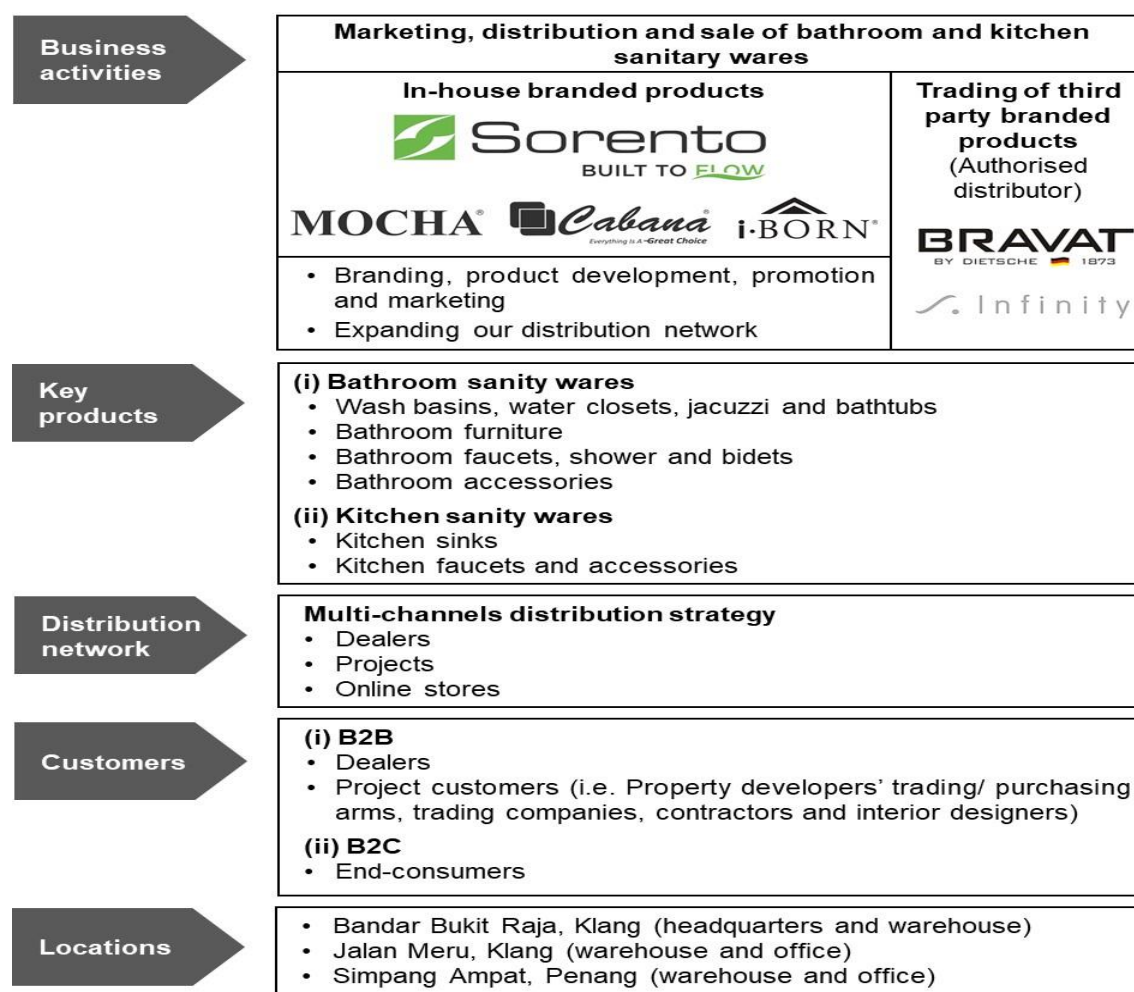 Business
activities
Marketing, distribution and sale of bathroom and kitchen
sanitary wares
In-house branded products
Sorento
BUILT TO FLOW
MOCHA®
Cabana®
Everything Is A Great Choice
i·BORN®
• Branding, product development, promotion
and marketing
• Expanding our distribution network
Trading of third
party branded
products
(Authorised
distributor)
BRAVAT
BY DIETSCHE 1873
Infinity
Key
products
(i) Bathroom sanity wares
• Wash basins, water closets, jacuzzi and bathtubs
• Bathroom furniture
• Bathroom faucets, shower and bidets
• Bathroom accessories
(ii) Kitchen sanity wares
• Kitchen sinks
• Kitchen faucets and accessories
Distribution
network
Multi-channels distribution strategy
• Dealers
• Projects
• Online stores
Customers
(i) B2B
• Dealers
• Project customers (i.e. Property developers’ trading/ purchasing
arms, trading companies, contractors and interior designers)
(ii) B2C
• End-consumers
Locations
• Bandar Bukit Raja, Klang (headquarters and warehouse)
• Jalan Meru, Klang (warehouse and office)
• Simpang Ampat, Penang (warehouse and office)